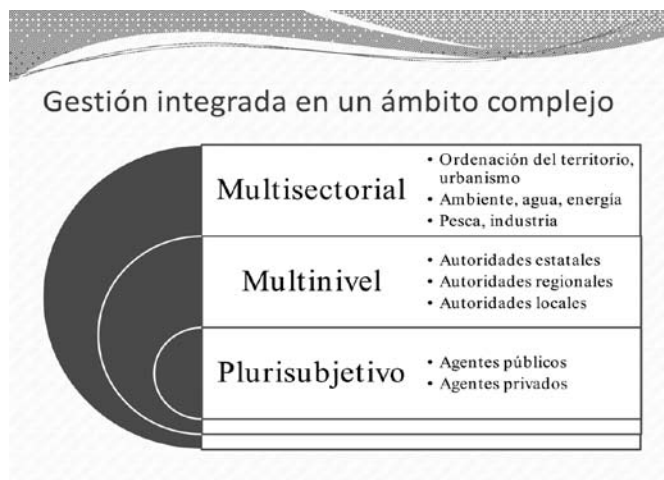 Gestión integrada en un ámbito complejo
Multisectorial
• Ordenación del territorio,
urbanismo
• Ambiente, agua, energía
• Pesca, industria
Multinivel
• Autoridades estatales
• Autoridades regionales
• Autoridades locales
Plurisubjetivo
• Agentes públicos
• Agentes privados